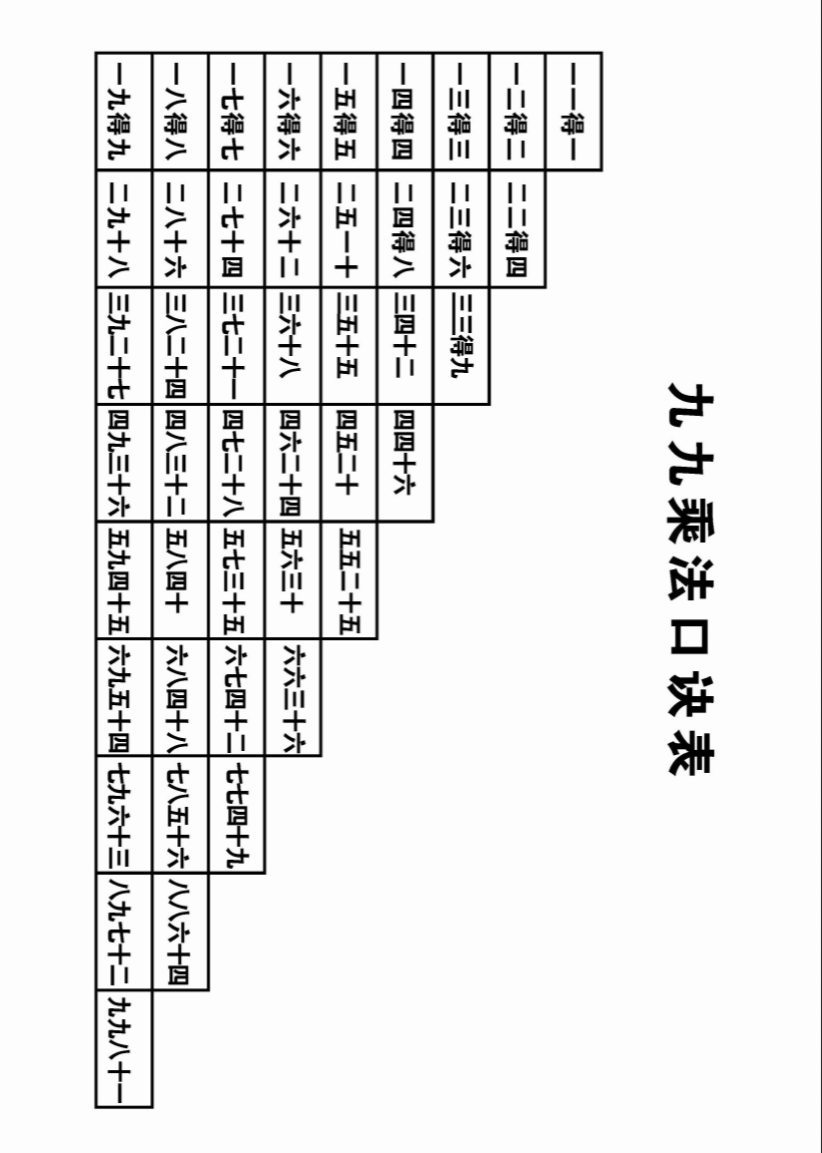 九九乘法口诀表
一一得一
一二得二 二二得四
一三得三 二三得六 三三得九
一四得四 二四得八 三四十二 四四十六
一五得五 二五一十 三五十五 四五二十 五五二十五
一六得六 二六十二 三六十八 四六二十四 五六三十 六六三十六
一七得七 二七十四 三七二十一 四七二十八 五七三十五 六七四十二 七七四十九
一八得八 二八十六 三八二十四 四八三十二 五八四十 六八四十八 七八五十六 八八六十四
一九得九 二九十八 三九二十七 四九三十六 五九四十五 六九五十四 七九六十三 八九七十二 九九八十一